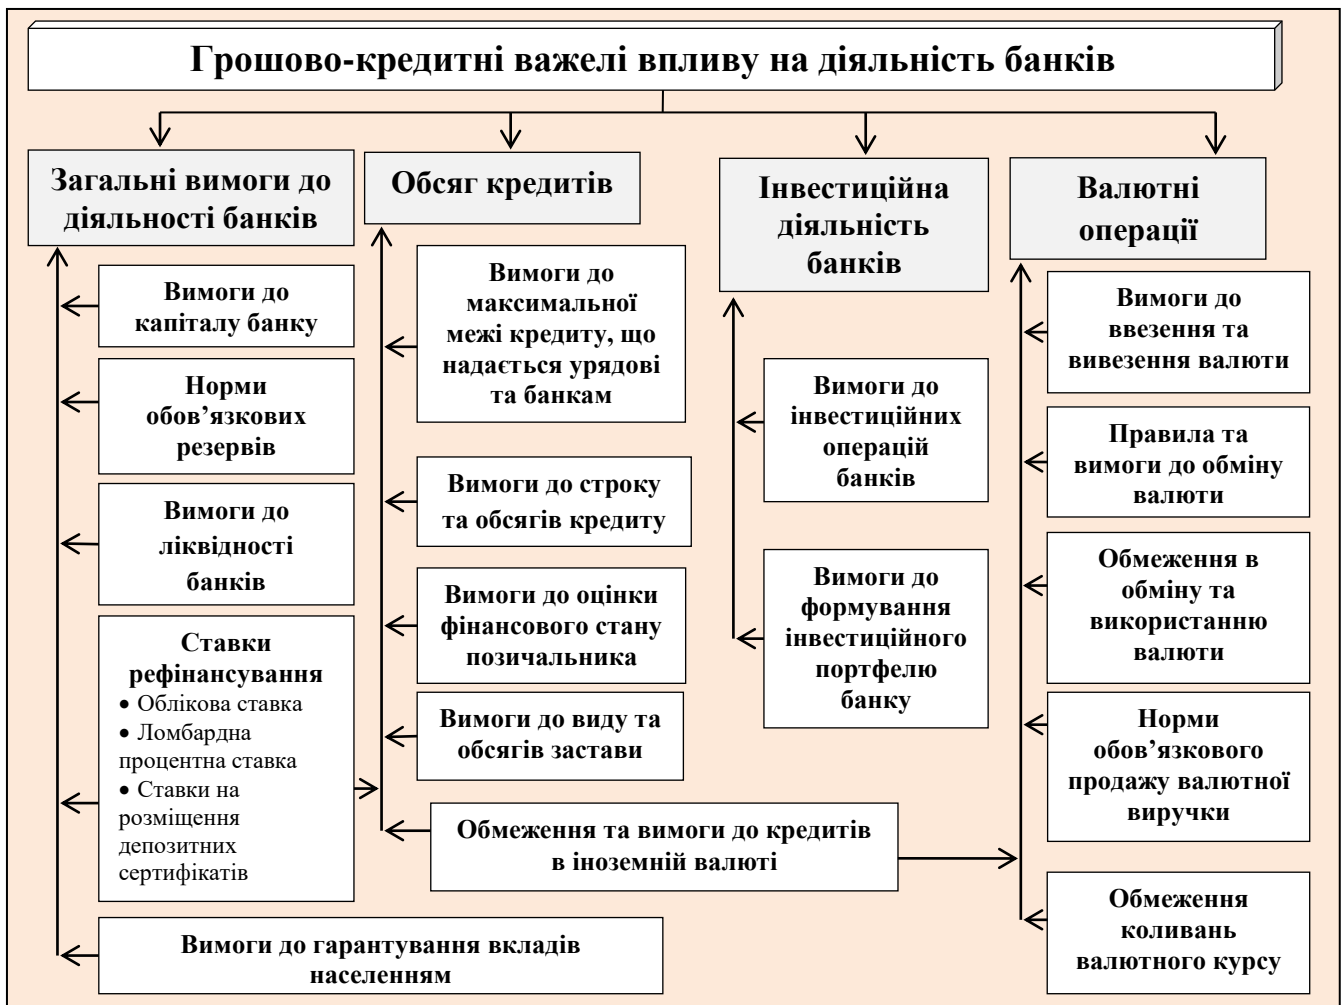 Грошово-кредитні важелі впливу на діяльність банків
Загальні вимоги до
діяльності банків
Вимоги до
капіталу банку
Норми
обов’язкових
резервів
Вимоги до
ліквідності
банків
Ставки
рефінансування
• Облікова ставка
• Ломбардна
процентна ставка
• Ставки на
розміщення
депозитних
сертифікатів
Вимоги до гарантування вкладів
населенням
Обсяг кредитів
Вимоги до
максимальної
межі кредиту, що
надається урядові
та банкам
Вимоги до строку
та обсягів кредиту
Вимоги до оцінки
фінансового стану
позичальника
Вимоги до виду та
обсягів застави
Обмеження та вимоги до кредитів
в іноземній валюті
Інвестиційна
діяльність
банків
Вимоги до
інвестиційних
операцій
банків
Вимоги до
формування
інвестиційного
портфелю
банку
Валютні
операції
Вимоги до
ввезення та
вивезення валюти
Правила та
вимоги до обміну
валюти
Обмеження в
обміну та
використанню
валюти
Норми
обов’язкового
продажу валютної
виручки
Обмеження
коливань
валютного курсу